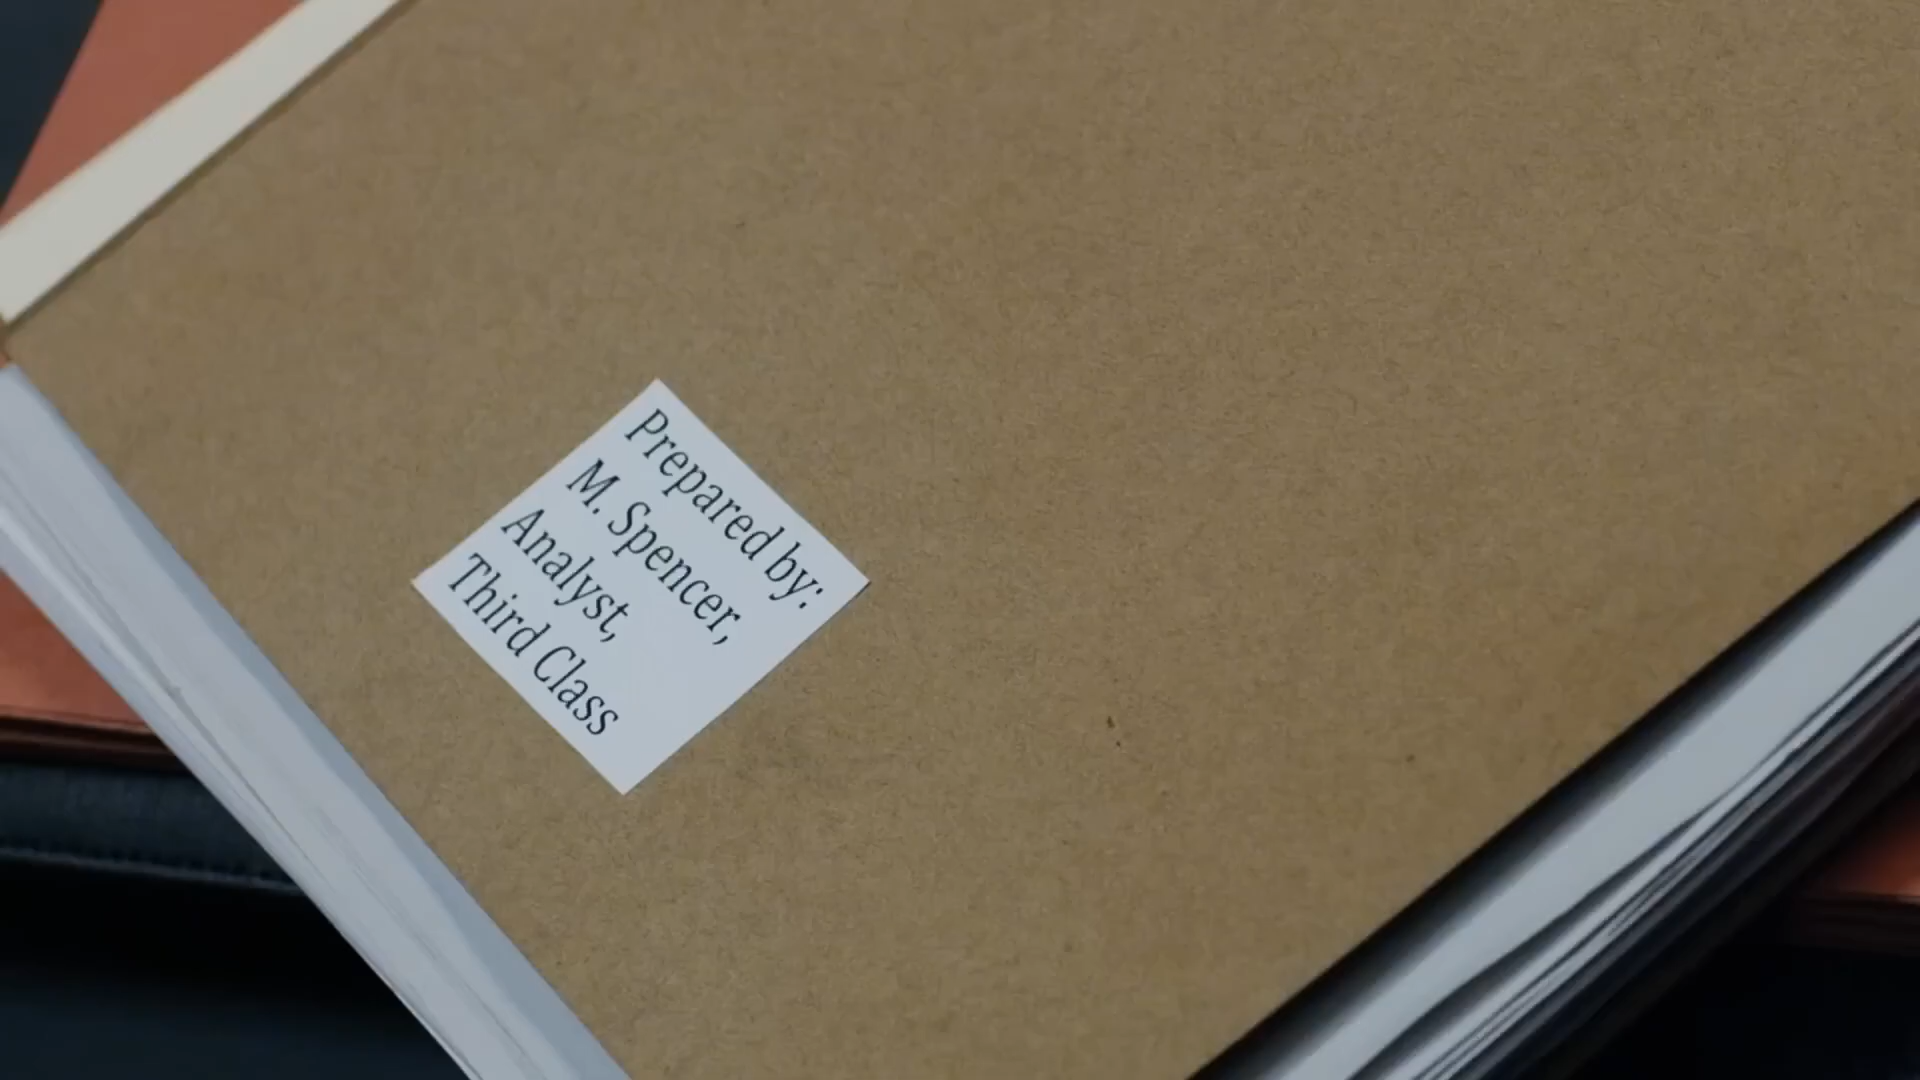 Prepared by:
M. Spencer,
Analyst,
Third Class